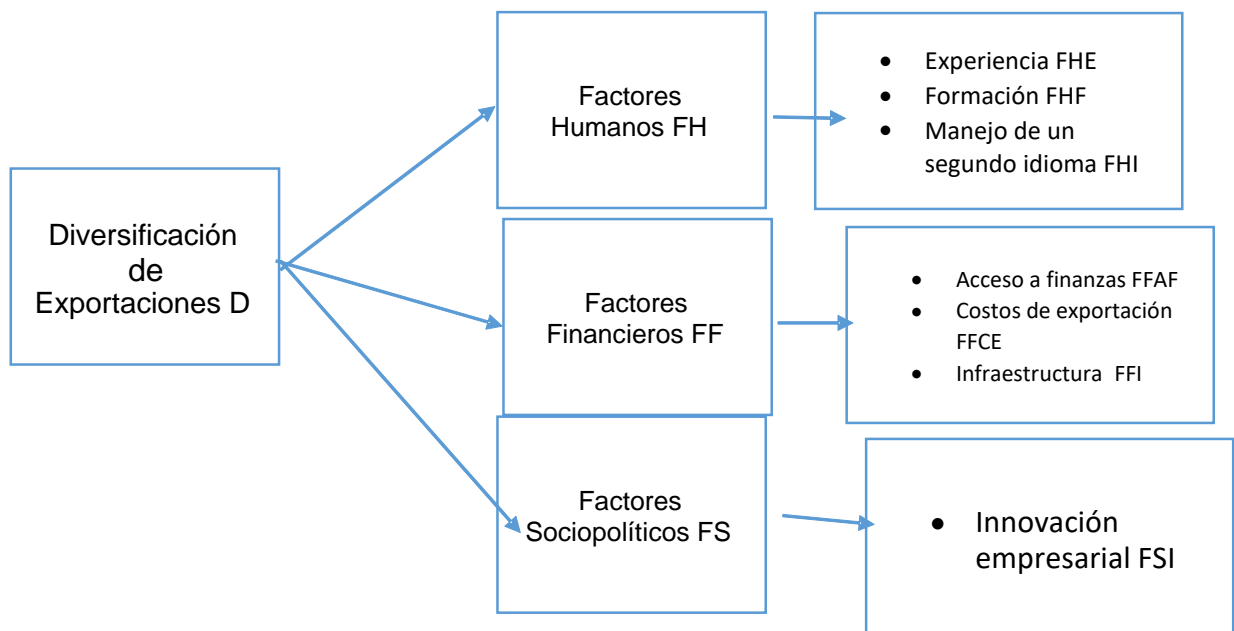 Diversificación
de
Exportaciones D
Factores
Humanos FH
• Experiencia FHE
• Formación FHF
• Manejo de un
segundo idioma FHI
Factores
Financieros FF
• Acceso a finanzas FFAF
• Costos de exportación
FFCE
• Infraestructura FFI
Factores
Sociopolíticos FS
• Innovación
empresarial FSI